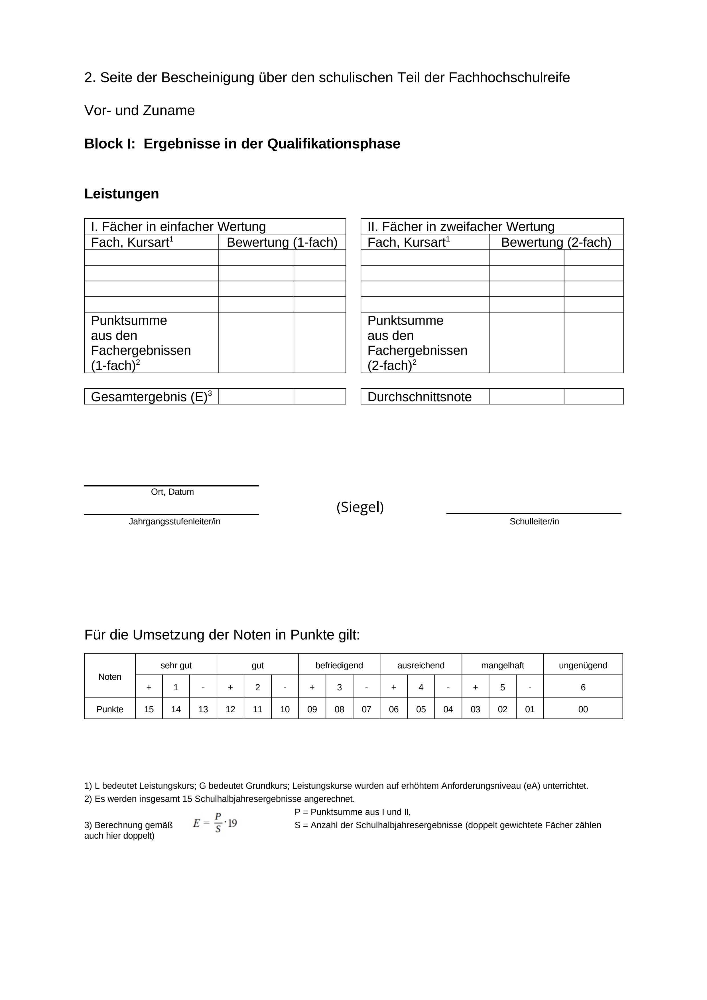 2. Seite der Bescheinigung über den schulischen Teil der Fachhochschulreife
Vor- und Zuname
Block I:  Ergebnisse in der Qualifikationsphase
Leistungen
I. Fächer in einfacher Wertung
Fach, Kursart¹ Bewertung (1-fach)
Punktsumme
aus den
Fachergebnissen
(1-fach)²
II. Fächer in zweifacher Wertung
Fach, Kursart¹ Bewertung (2-fach)
Punktsumme
aus den
Fachergebnissen
(2-fach)²
Gesamtergebnis (E)³
Durchschnittsnote
Ort, Datum
(Siegel)
Jahrgangsstufenleiter/in
Schulleiter/in
Für die Umsetzung der Noten in Punkte gilt:
Noten sehr gut gut befriedigend ausreichend mangelhaft ungenügend
+ 1 - + 2 - + 3 - + 4 - + 5 - 6
Punkte 15 14 13 12 11 10 09 08 07 06 05 04 03 02 01 00
1) L bedeutet Leistungskurs; G bedeutet Grundkurs; Leistungskurse wurden auf erhöhtem Anforderungsniveau (eA) unterrichtet.
2) Es werden insgesamt 15 Schulhalbjahresergebnisse angerechnet.
P = Punktsumme aus I und II,
3) Berechnung gemäß E = P/S · 19 S = Anzahl der Schulhalbjahresergebnisse (doppelt gewichtete Fächer zählen
auch hier doppelt)